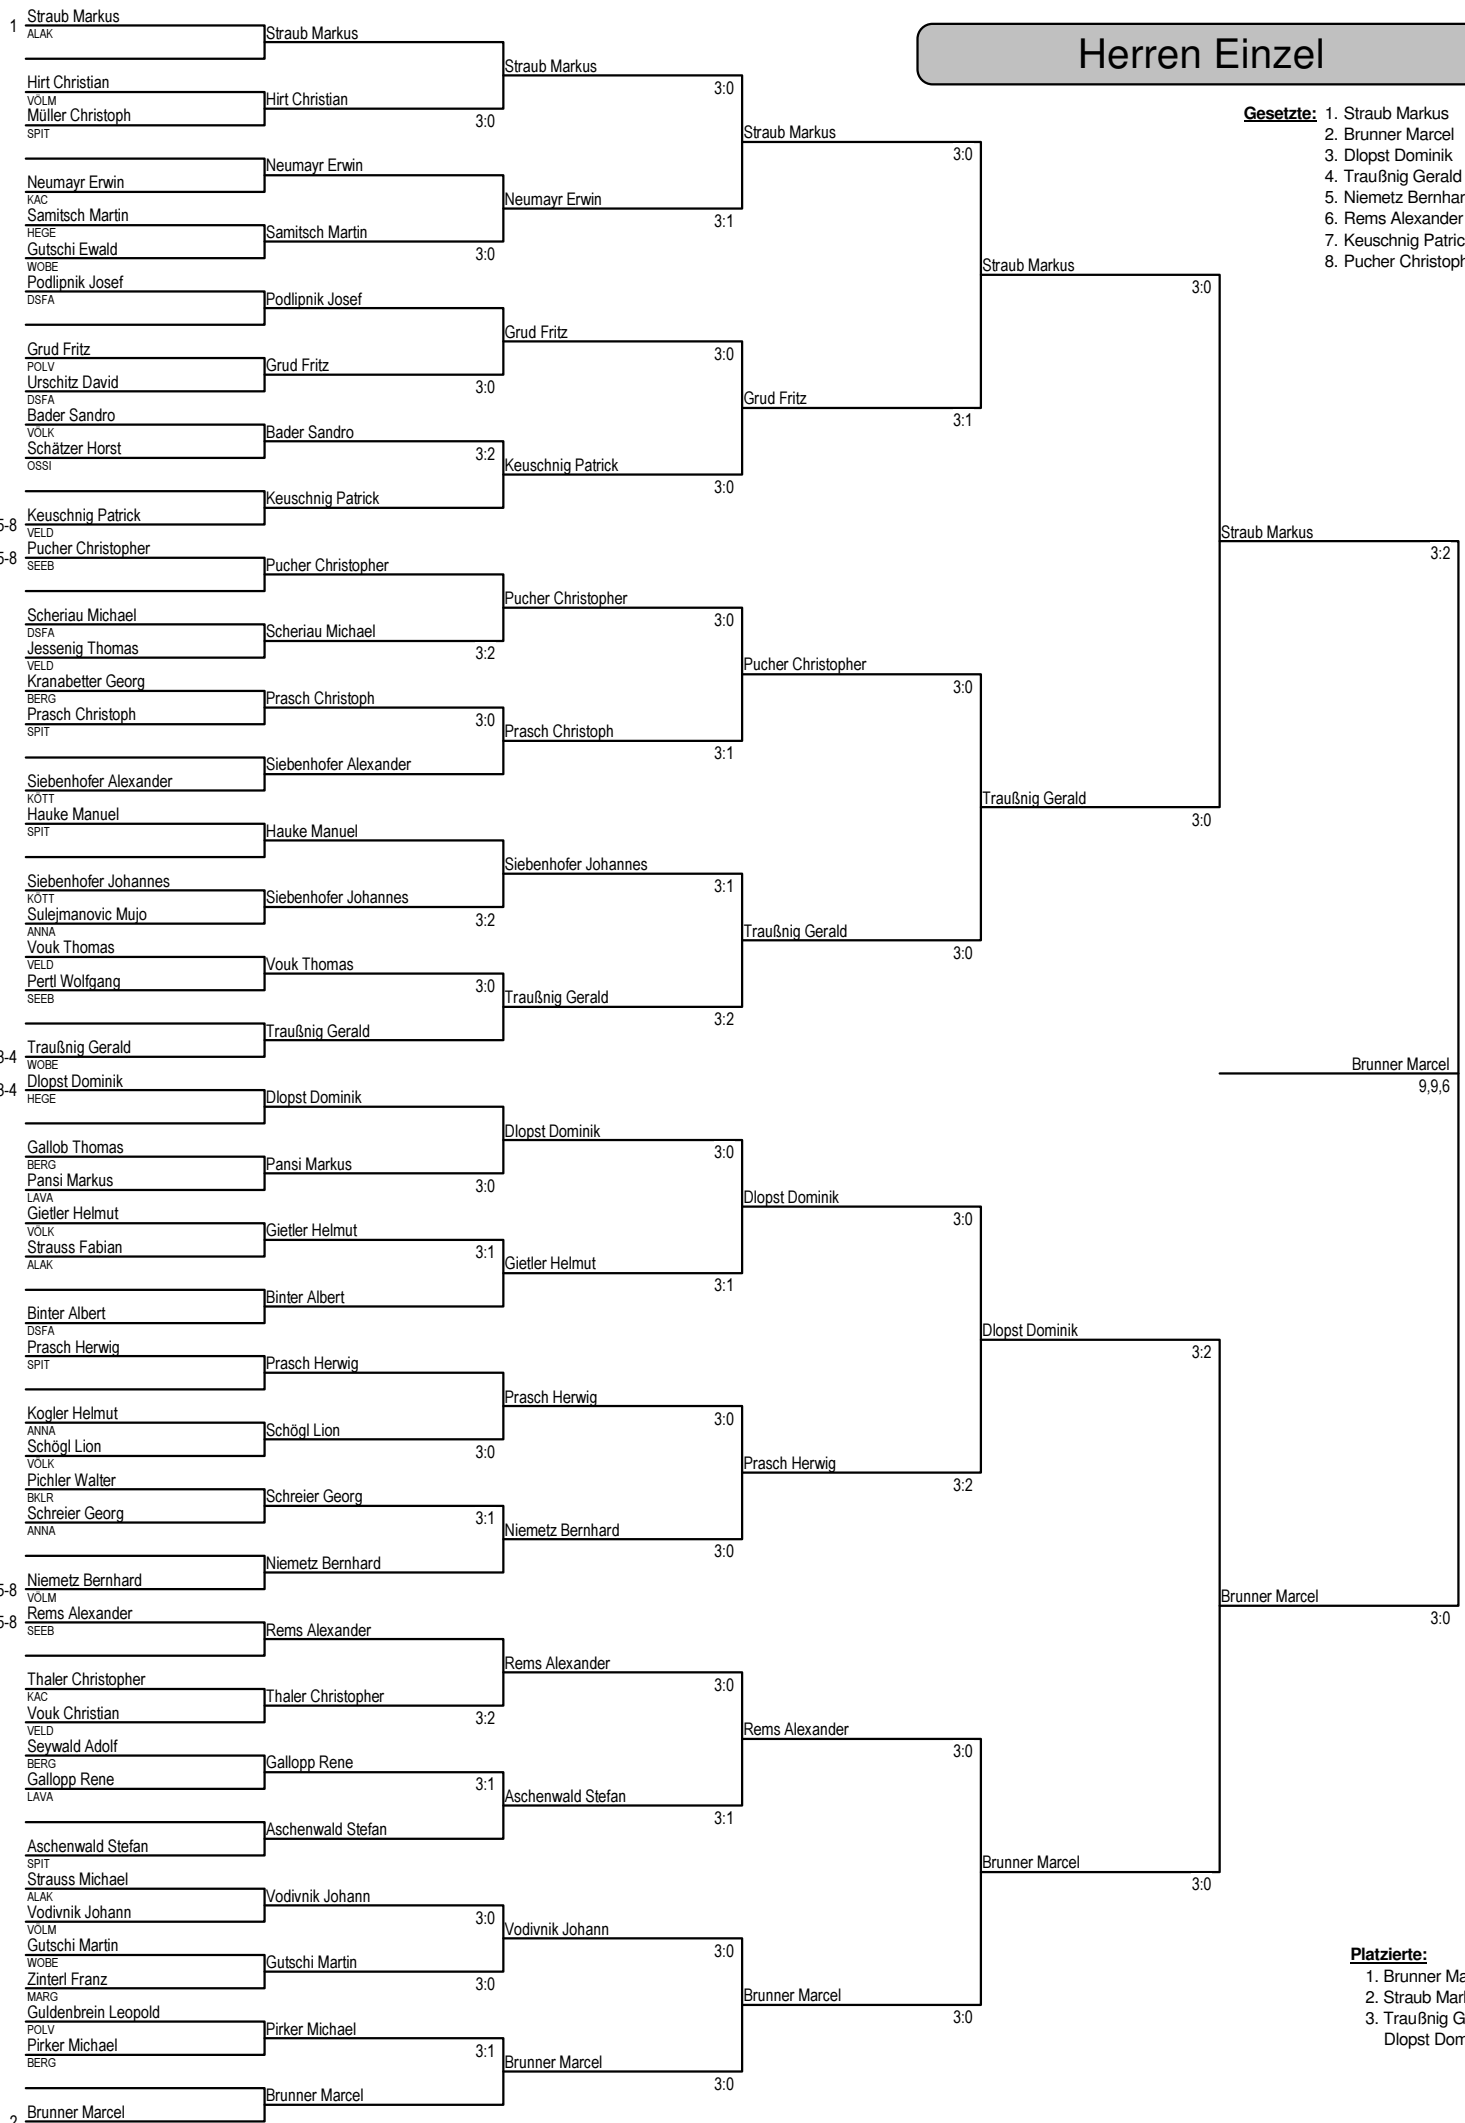 Herren Einzel
Gesetzte: 1. Straub Markus
2. Brunner Marcel
3. Dlopst Dominik
4. Traußnig Gerald
5. Niemetz Bernhar
6. Rems Alexander
7. Keuschnig Patric
8. Pucher Christoph
1 Straub Markus
ALAK
Hirt Christian
VÖLM
Müller Christoph
SPIT
Neumayr Erwin
KAC
Samitsch Martin
HEGE
Gutschi Ewald
WOBE
Podlipnik Josef
DSFA
Grud Fritz
POLV
Urschitz David
DSFA
Bader Sandro
VÖLK
Schätzer Horst
OSSI
5-8 Keuschnig Patrick
VELD
5-8 Pucher Christopher
SEEB
Scheriau Michael
DSFA
Jessenig Thomas
VELD
Kranabetter Georg
BERG
Prasch Christoph
SPIT
Siebenhofer Alexander
KÖTT
Hauke Manuel
SPIT
Siebenhofer Johannes
KÖTT
Sulejmanovic Mujo
ANNA
Vouk Thomas
VELD
Pertl Wolfgang
SEEB
3-4 Traußnig Gerald
WOBE
3-4 Dlopst Dominik
HEGE
Gallob Thomas
BERG
Pansi Markus
LAVA
Gietler Helmut
VÖLK
Strauss Fabian
ALAK
Binter Albert
DSFA
Prasch Herwig
SPIT
Kogler Helmut
ANNA
Schögl Lion
VÖLK
Pichler Walter
BKLR
Schreier Georg
ANNA
5-8 Niemetz Bernhard
VÖLM
5-8 Rems Alexander
SEEB
Thaler Christopher
KAC
Vouk Christian
VELD
Seywald Adolf
BERG
Gallopp Rene
LAVA
Aschenwald Stefan
SPIT
Strauss Michael
ALAK
Vodivnik Johann
VÖLM
Gutschi Martin
WOBE
Zinterl Franz
MARG
Guldenbrein Leopold
POLV
Pirker Michael
BERG
2 Brunner Marcel
Straub Markus
Hirt Christian
3:0
Neumayr Erwin
Samitsch Martin
3:0
Podlipnik Josef
Grud Fritz
3:0
Bader Sandro
3:2
Keuschnig Patrick
Pucher Christopher
Scheriau Michael
3:2
Prasch Christoph
3:0
Siebenhofer Alexander
Hauke Manuel
Siebenhofer Johannes
3:2
Vouk Thomas
3:0
Traußnig Gerald
Dlopst Dominik
Pansi Markus
3:0
Gietler Helmut
3:1
Binter Albert
Prasch Herwig
Schögl Lion
3:0
Schreier Georg
3:1
Niemetz Bernhard
Rems Alexander
Thaler Christopher
3:2
Gallopp Rene
3:1
Aschenwald Stefan
Vodivnik Johann
3:0
Gutschi Martin
3:0
Pirker Michael
3:1
Brunner Marcel
Straub Markus
3:0
Neumayr Erwin
3:1
Grud Fritz
3:0
Keuschnig Patrick
3:0
Pucher Christopher
3:0
Prasch Christoph
3:1
Siebenhofer Johannes
3:1
Traußnig Gerald
3:2
Dlopst Dominik
3:0
Gietler Helmut
3:1
Prasch Herwig
3:0
Niemetz Bernhard
3:0
Rems Alexander
3:0
Aschenwald Stefan
3:1
Vodivnik Johann
3:0
Brunner Marcel
3:0
Straub Markus
3:0
Grud Fritz
3:1
Pucher Christopher
3:0
Traußnig Gerald
3:0
Dlopst Dominik
3:0
Prasch Herwig
3:2
Rems Alexander
3:0
Brunner Marcel
3:0
Straub Markus
3:0
Traußnig Gerald
3:0
Dlopst Dominik
3:2
Brunner Marcel
3:0
Straub Markus
3:2
Brunner Marcel
3:0
Brunner Marcel
9,9,6
Platzierte:
1. Brunner Ma
2. Straub Mar
3. Traußnig G
Dlopst Dom